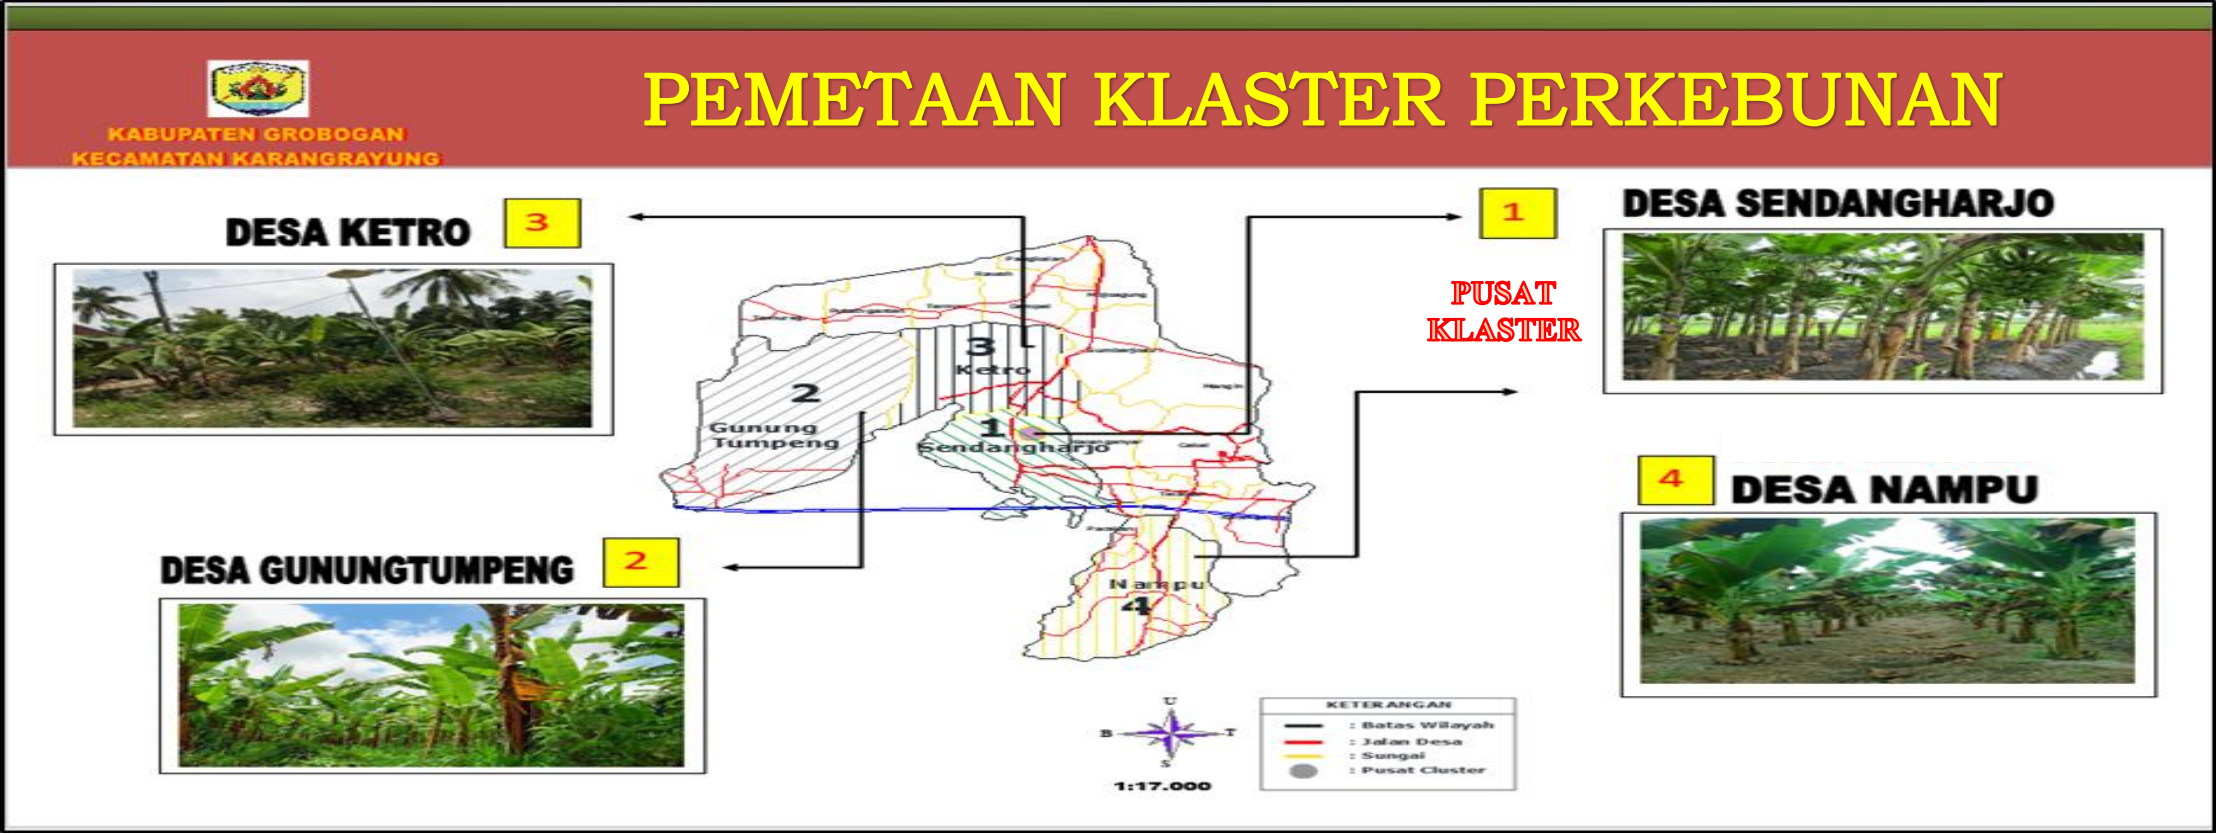 PEMETAAN KLASTER PERKEBUNAN
KABUPATEN GROBOGAN
KECAMATAN KARANGRAYUNG
DESA KETRO
3
1
DESA SENDANGHARJO
PUSAT
KLASTER
3
Ketro
2
Gunung
Tumpeng
1
Sendangharjo
4
DESA NAMPU
DESA GUNUNGTUMPENG
2
Nampu
4
U
B
T
S
1:17.000
KETERANGAN
: Batas Wilayah
: Jalan Desa
: Sungai
: Pusat Cluster